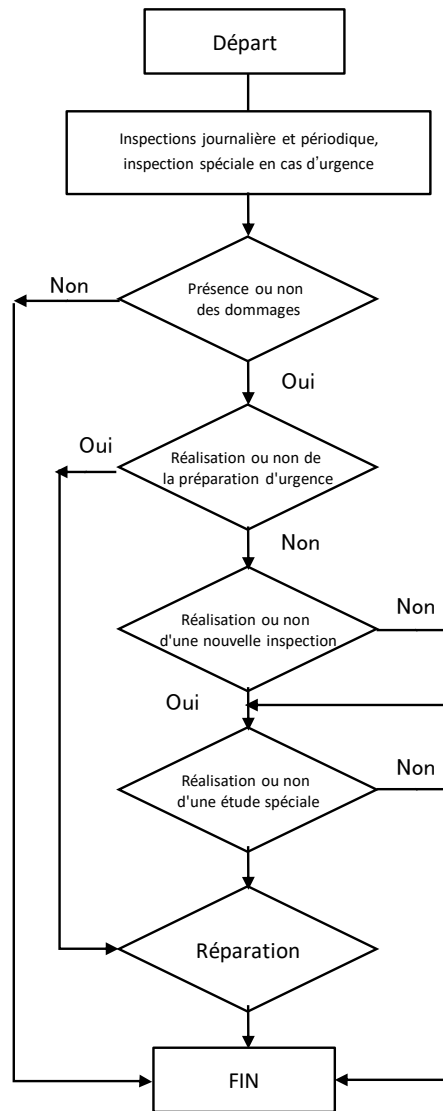 Départ
Inspections journalière et périodique,
inspection spéciale en cas d'urgence
Non
Présence ou non
des dommages
Oui
Oui
Réalisation ou non de
la préparation d'urgence
Non
Réalisation ou non
d'une nouvelle inspection
Non
Oui
Réalisation ou non
d'une étude spéciale
Non
Réparation
FIN